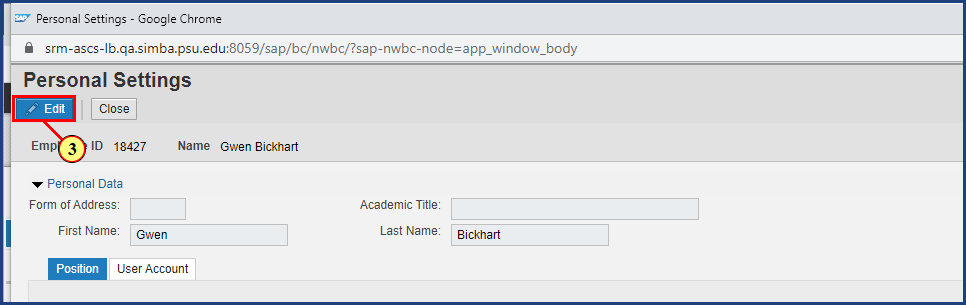 SAP Personal Settings - Google Chrome
srm-ascs-lb.qa.simba.psu.edu:8059/sap/bc/nwbc/?sap-nwbc-node=app_window_body
Personal Settings
Edit Close
3
ID 18427 Name Gwen Bickhart
Personal Data
Form of Address: Academic Title:
First Name: Gwen Last Name: Bickhart
Position User Account